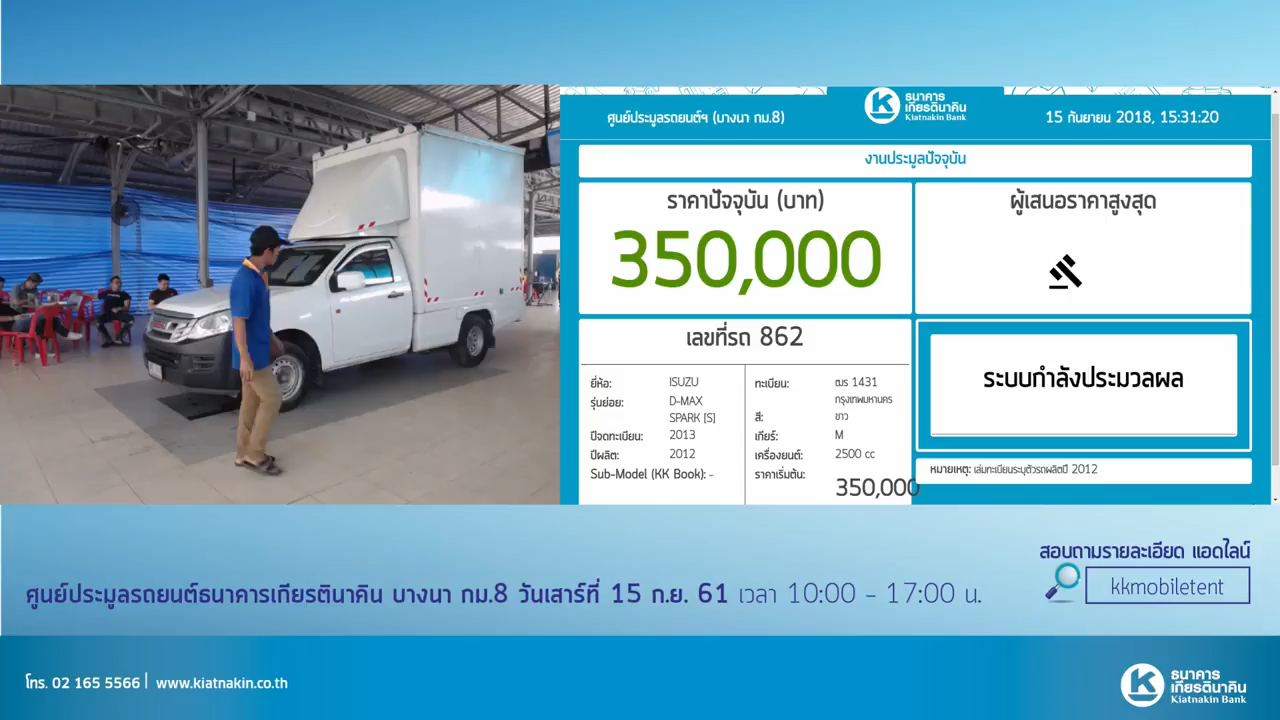 ศูนย์ประมูลรถยนต์ฯ (บางนา กม.8)
ธนาคาร
เกียรตินาคิน
Kiatnakin Bank
15 กันยายน 2018, 15:31:20
งานประมูลปัจจุบัน
ราคาปัจจุบัน (บาท)
350,000
ผู้เสนอราคาสูงสุด
เลขที่รถ 862
ยี่ห้อ: ISUZU
รุ่นย่อย: D-MAX
SPARK [S]
ปีจดทะเบียน: 2013
ปีผลิต: 2012
Sub-Model (KK Book): -
ทะเบียน: ฒร 1431
กรุงเทพมหานคร
สี: ขาว
เกียร์: M
เครื่องยนต์: 2500 cc
ราคาเริ่มต้น:
350,000
ระบบกำลังประมวลผล
หมายเหตุ: เล่มทะเบียนระบุตัวรถผลิตปี 2012
สอบถามรายละเอียด แอดไลน์
kkmobiletent
ศูนย์ประมูลรถยนต์ธนาคารเกียรตินาคิน บางนา กม.8 วันเสาร์ที่ 15 ก.ย. 61 เวลา 10:00 - 17:00 น.
โทร. 02 165 5566 | www.kiatnakin.co.th
ธนาคาร
เกียรตินาคิน
Kiatnakin Bank